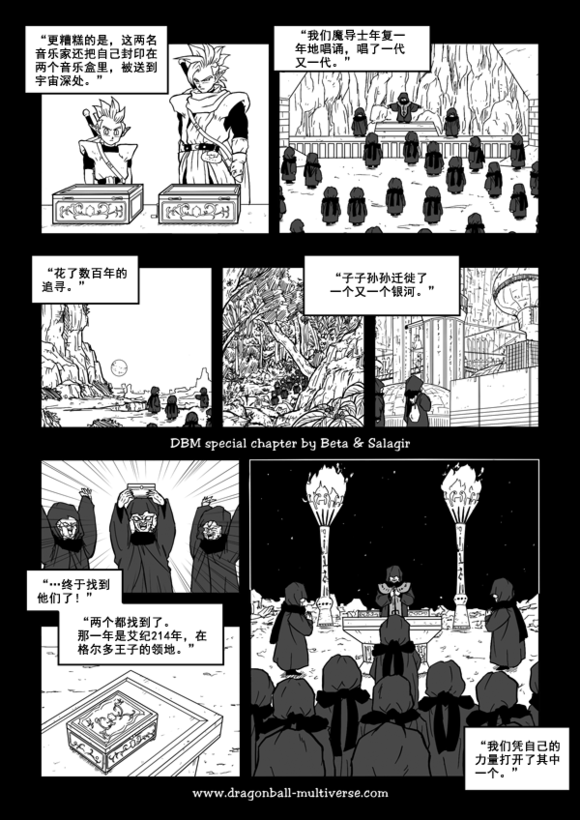 “更糟糕的是，这两名
音乐家还把自己封印在
两个音乐盒里，被送到
宇宙深处。”
“我们魔导士年复一
年地唱诵，唱了一代
又一代。”
“花了数百年的
追寻。”
“子子孙孙迁徙了
一个又一个银河。”
DBM special chapter by Beta & Salagir
“…终于找到
他们了！”
“两个都找到了。
那一年是艾纪214年，在
格尔多王子的领地。”
“我们凭自己的
力量打开了其中
一个。”
www.dragonball-multiverse.com